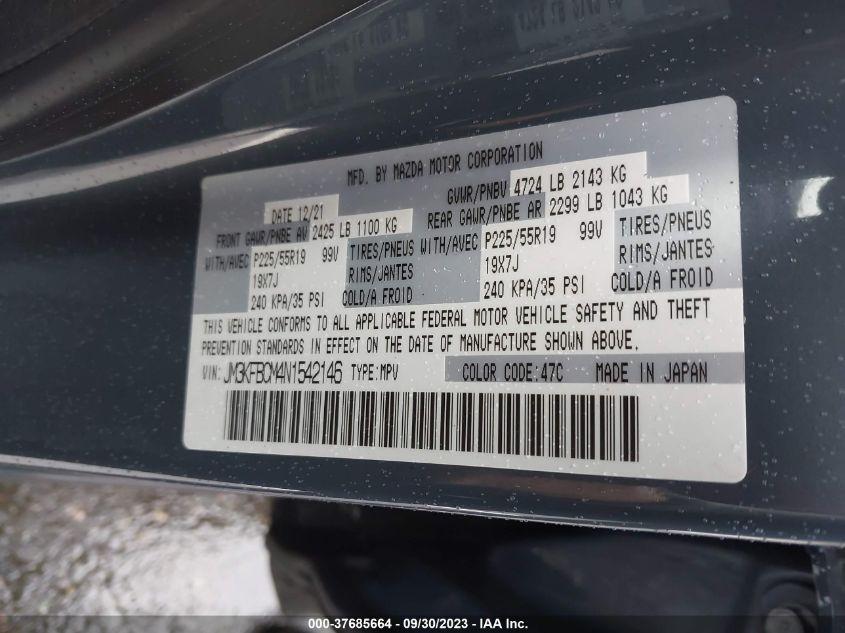 MFD. BY MAZDA MOTOR CORPORATION
DATE 12/21 GVWR/PNBV 4724 LB 2143 KG
FRONT GAWR/PNBE AV 2425 LB 1100 KG REAR GAWR/PNBE AR 2299 LB 1043 KG
WITH/AVEC P225/55R19 99V TIRES/PNEUS WITH/AVEC P225/55R19 99V TIRES/PNEUS
19X7J RIMS/JANTES 19X7J RIMS/JANTES
240 KPA/35 PSI COLD/A FROID 240 KPA/35 PSI COLD/A FROID
THIS VEHICLE CONFORMS TO ALL APPLICABLE FEDERAL MOTOR VEHICLE SAFETY AND THEFT
PREVENTION STANDARDS IN EFFECT ON THE DATE OF MANUFACTURE SHOWN ABOVE.
VIN: JM3KFBCM4N1542146 TYPE:MPV COLOR CODE:47C MADE IN JAPAN
000-37685664 - 09/30/2023 - IAA Inc.